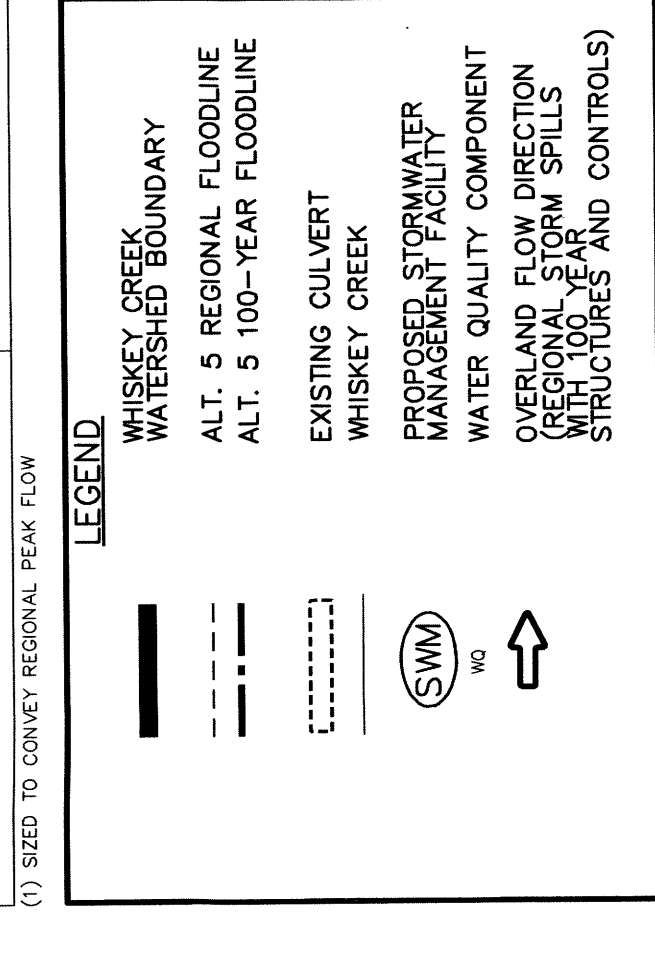 (1) SIZED TO CONVEY REGIONAL PEAK FLOW
LEGEND
WHISKEY CREEK
WATERSHED BOUNDARY
ALT. 5 REGIONAL FLOODLINE
ALT. 5 100-YEAR FLOODLINE
EXISTING CULVERT
WHISKEY CREEK
SWM
PROPOSED STORMWATER
MANAGEMENT FACILITY
WQ
WATER QUALITY COMPONENT
OVERLAND FLOW DIRECTION
(REGIONAL STORM SPILLS
WITH 100 YEAR
STRUCTURES AND CONTROLS)